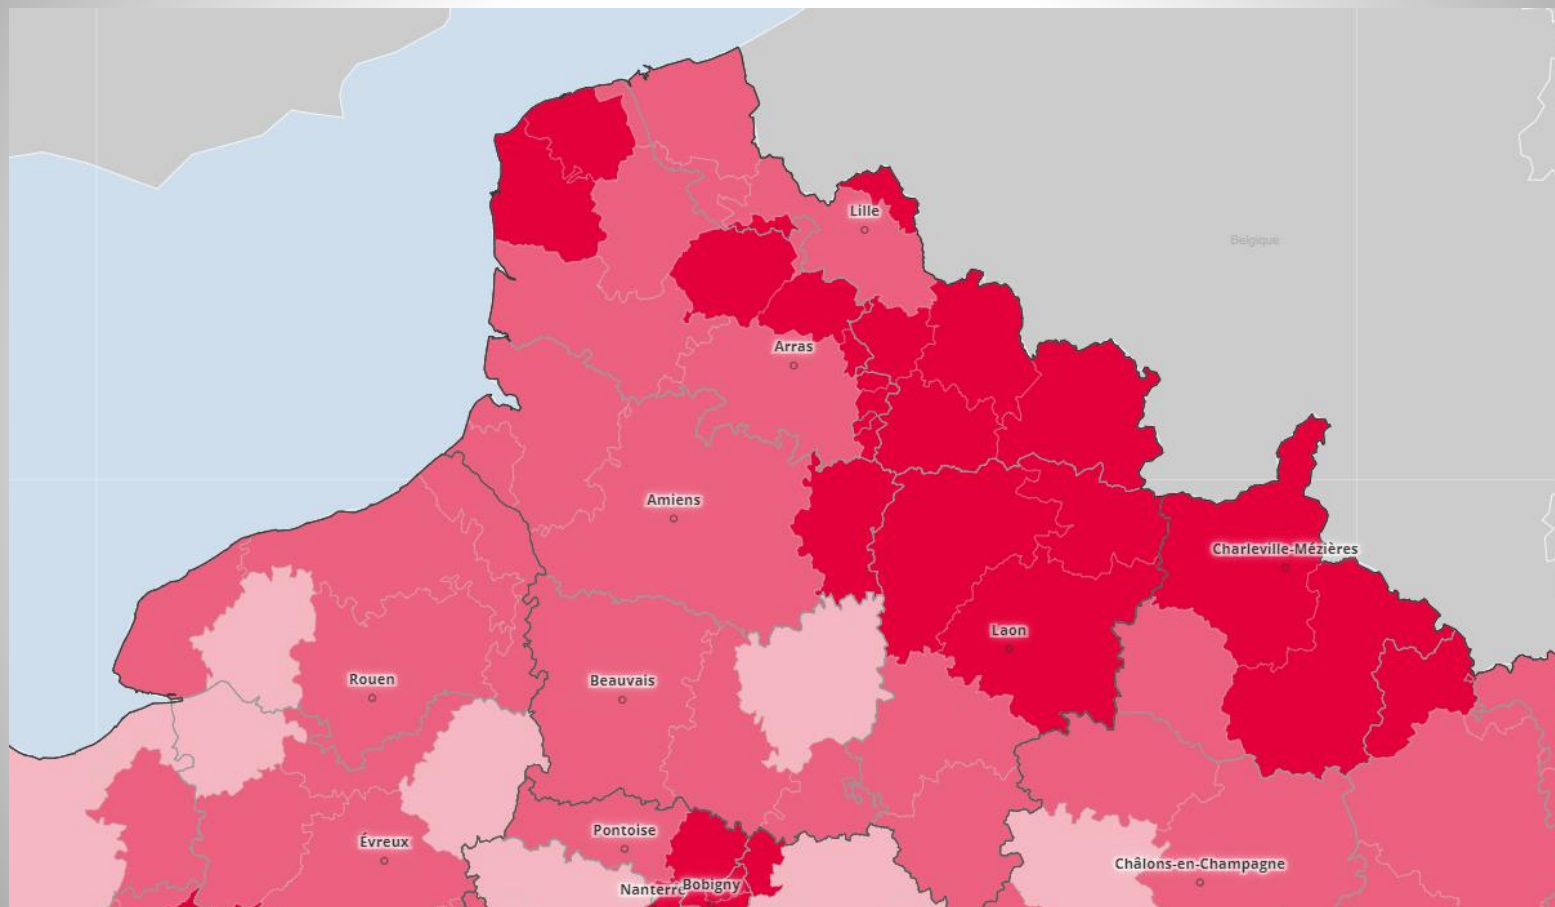 Lille
Belgique
Arras
Amiens
Charleville-Mézières
Laon
Rouen
Beauvais
Pontoise
Évreux
Châlons-en-Champagne
Nanterre
Bobigny